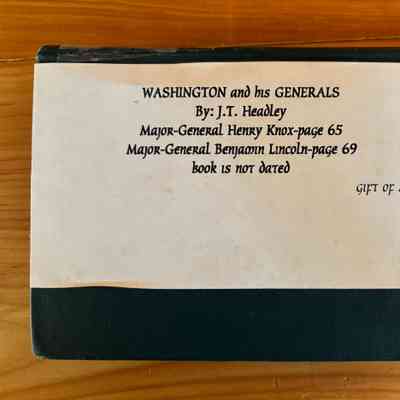 WASHINGTON and his GENERALS
By: J.T. Headley
Major-General Henry Knox-page 65
Major-General Benjamin Lincoln-page 69
book is not dated
GIFT OF